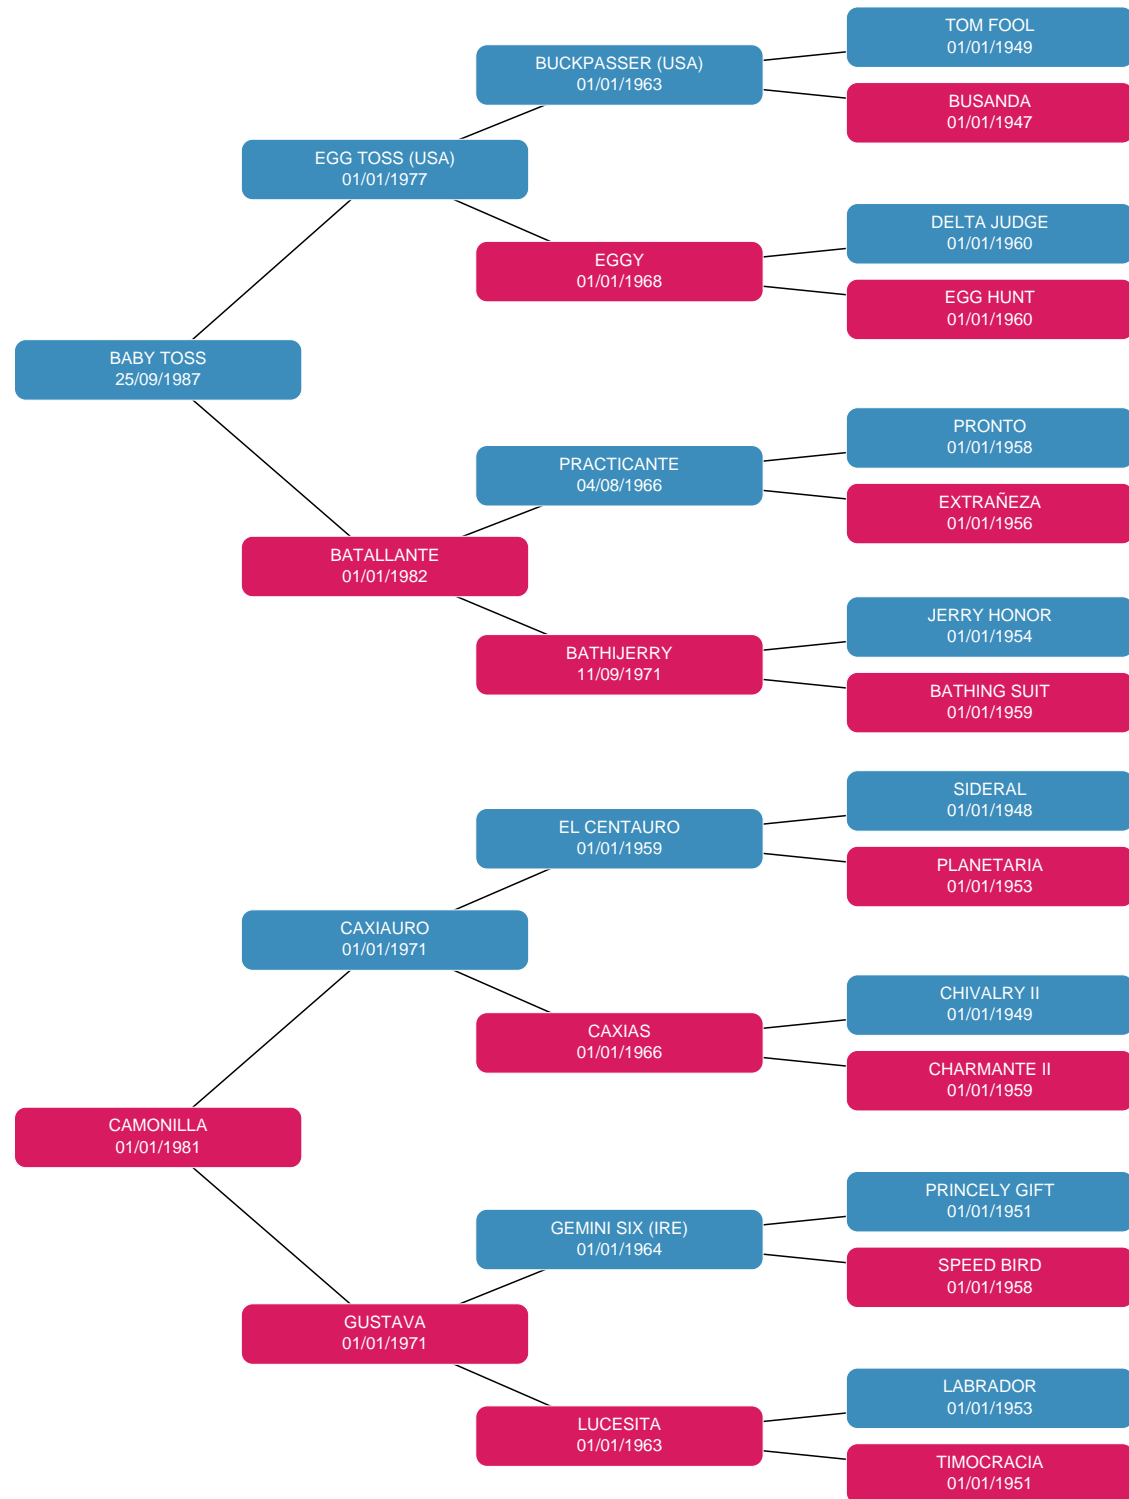 TOM FOOL
01/01/1949
BUCKPASSER (USA)
01/01/1963
BUSANDA
01/01/1947
EGG TOSS (USA)
01/01/1977
DELTA JUDGE
01/01/1960
EGGY
01/01/1968
EGG HUNT
01/01/1960
BABY TOSS
25/09/1987
PRONTO
01/01/1958
PRACTICANTE
04/08/1966
EXTRAÑEZA
01/01/1956
BATALLANTE
01/01/1982
JERRY HONOR
01/01/1954
BATHIJERRY
11/09/1971
BATHING SUIT
01/01/1959
SIDERAL
01/01/1948
EL CENTAURO
01/01/1959
PLANETARIA
01/01/1953
CAXIAURO
01/01/1971
CHIVALRY II
01/01/1949
CAXIAS
01/01/1966
CHARMANTE II
01/01/1959
CAMONILLA
01/01/1981
PRINCELY GIFT
01/01/1951
GEMINI SIX (IRE)
01/01/1964
SPEED BIRD
01/01/1958
GUSTAVA
01/01/1971
LABRADOR
01/01/1953
LUCESITA
01/01/1963
TIMOCRACIA
01/01/1951